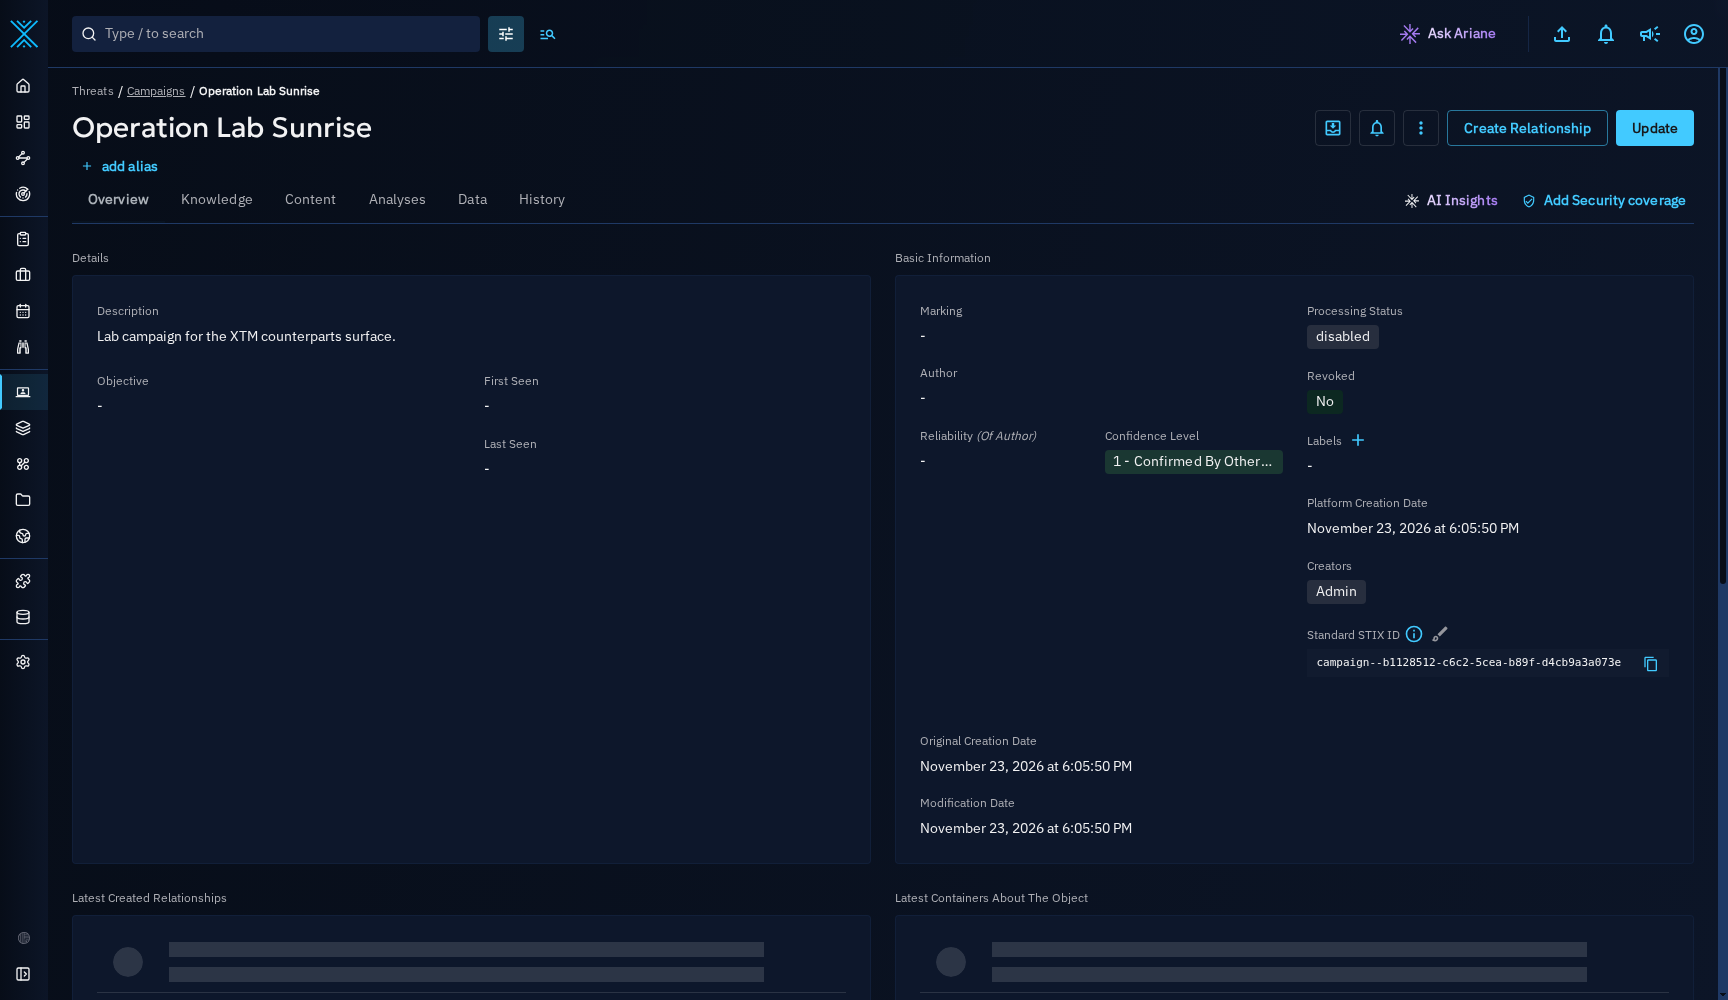 Type / to search
Ask Ariane
Threats / Campaigns / Operation Lab Sunrise
Operation Lab Sunrise
Create Relationship
Update
+ add alias
Overview Knowledge Content Analyses Data History
AI Insights
Add Security coverage
Details
Description
Lab campaign for the XTM counterparts surface.
Objective
-
First Seen
-
Last Seen
-
Basic Information
Marking
-
Author
-
Reliability (Of Author)
-
Confidence Level
1 - Confirmed By Other...
Processing Status
disabled
Revoked
No
Labels +
-
Platform Creation Date
November 23, 2026 at 6:05:50 PM
Creators
Admin
Standard STIX ID
campaign--b1128512-c6c2-5cea-b89f-d4cb9a3a073e
Original Creation Date
November 23, 2026 at 6:05:50 PM
Modification Date
November 23, 2026 at 6:05:50 PM
Latest Created Relationships
Latest Containers About The Object